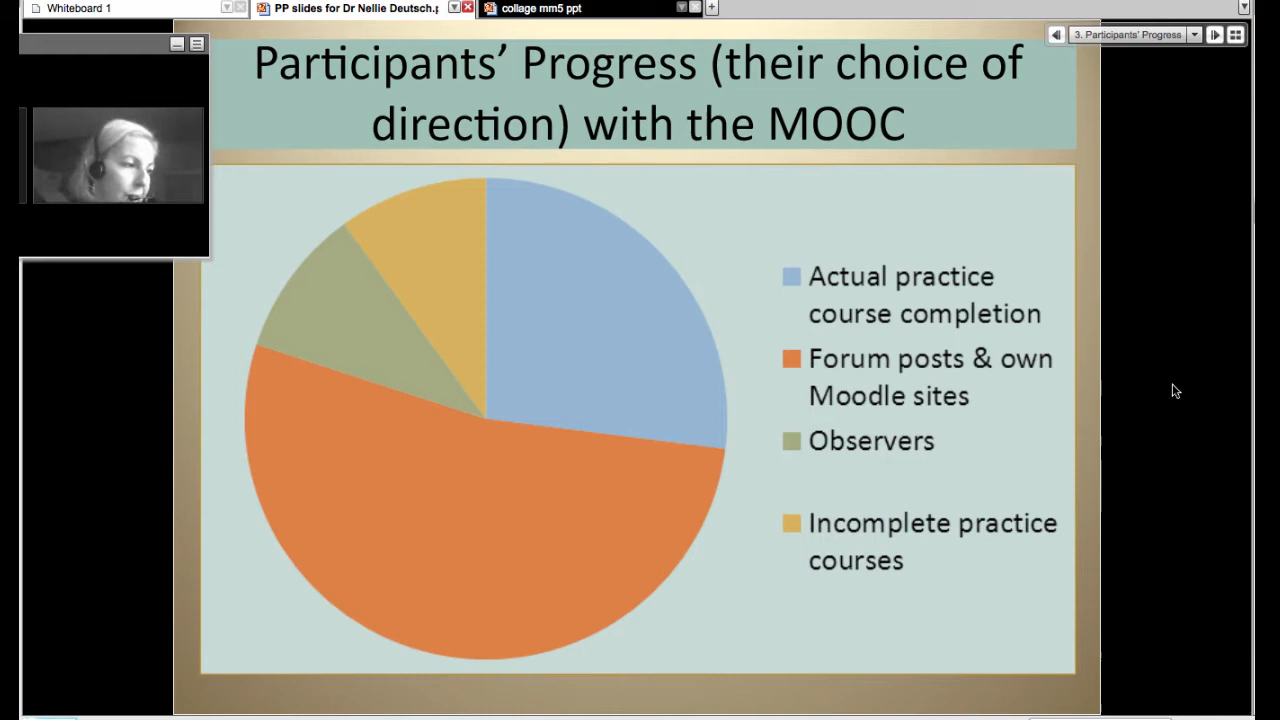 Whiteboard 1
PP slides for Dr Nellie Deutsch.p
collage mm5 ppt
3. Participants' Progress
Participants’ Progress (their choice of
direction) with the MOOC
Actual practice
course completion
Forum posts & own
Moodle sites
Observers
Incomplete practice
courses